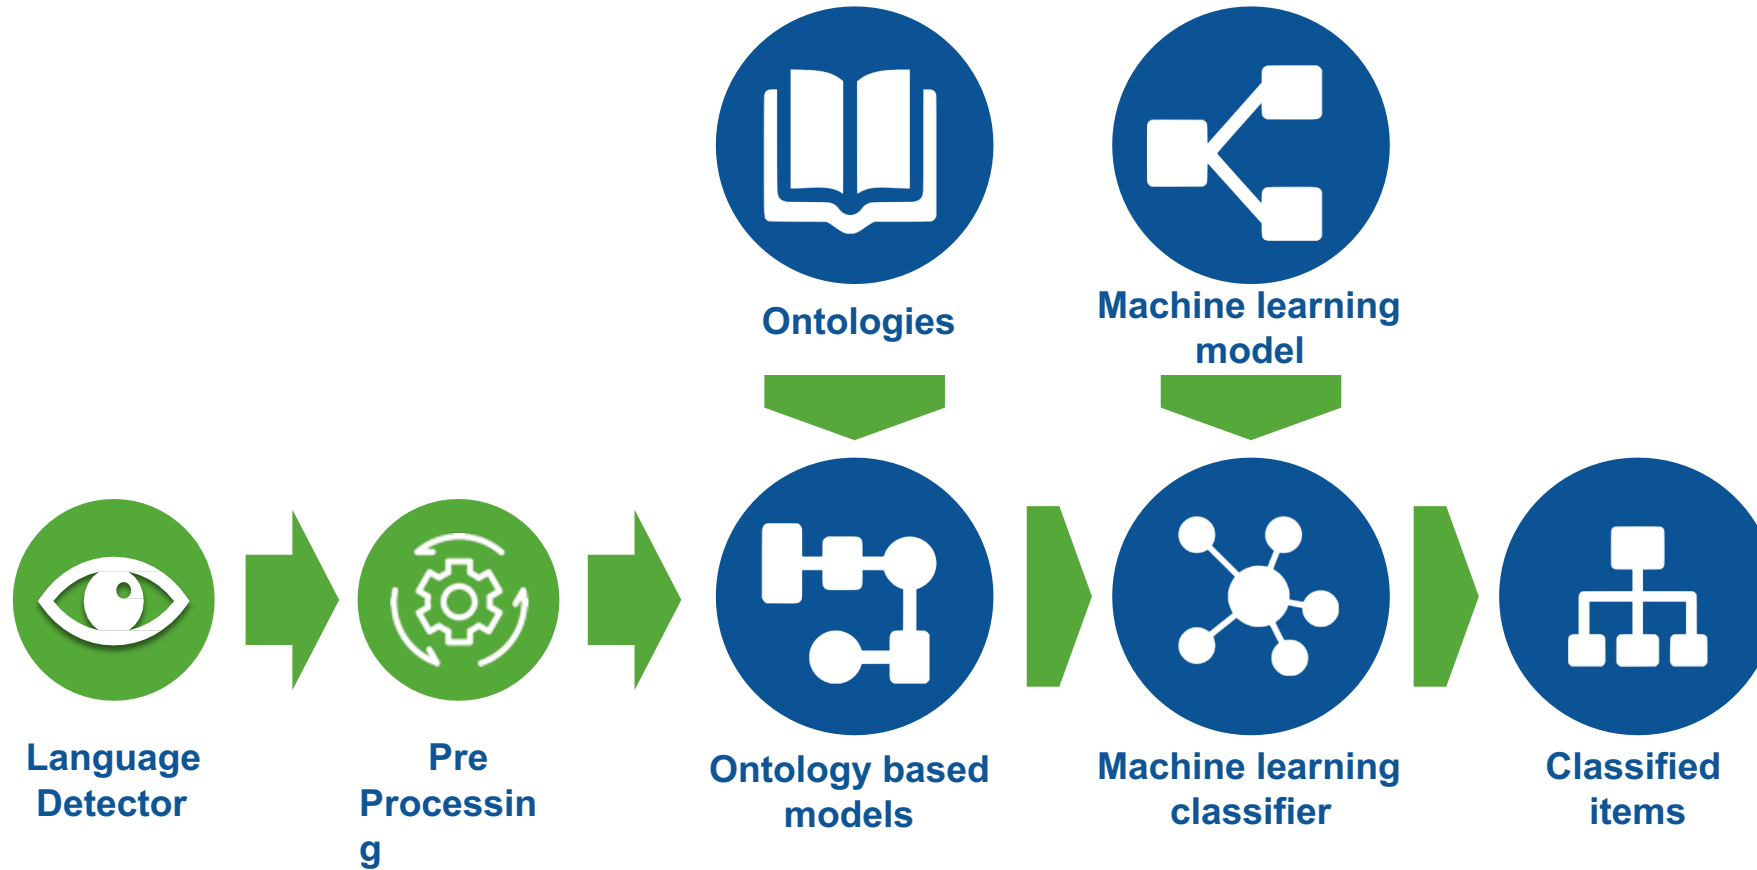 Ontologies
Machine learning
model
Language
Detector
Pre
Processin
g
Ontology based
models
Machine learning
classifier
Classified
items